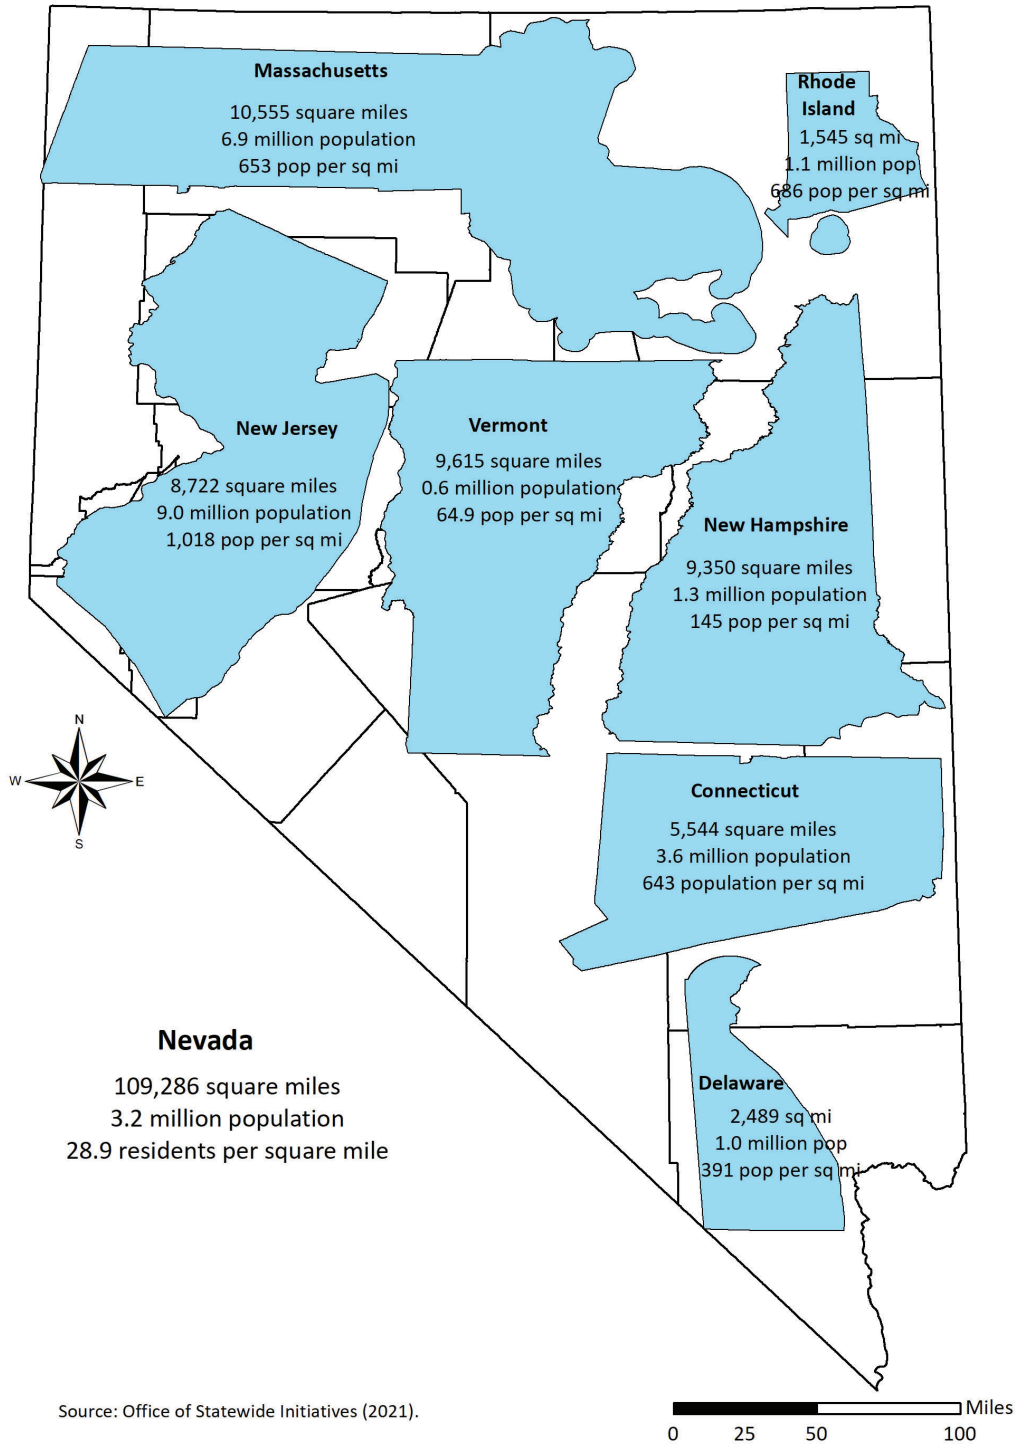 Massachusetts
10,555 square miles
6.9 million population
653 pop per sq mi
Rhode
Island
1,545 sq mi
1.1 million pop
686 pop per sq mi
New Jersey
8,722 square miles
9.0 million population
1,018 pop per sq mi
Vermont
9,615 square miles
0.6 million population
64.9 pop per sq mi
New Hampshire
9,350 square miles
1.3 million population
145 pop per sq mi
N
W
E
S
Connecticut
5,544 square miles
3.6 million population
643 population per sq mi
Nevada
109,286 square miles
3.2 million population
28.9 residents per square mile
Delaware
2,489 sq mi
1.0 million pop
391 pop per sq mi
Source: Office of Statewide Initiatives (2021).
Miles
0 25 50 100